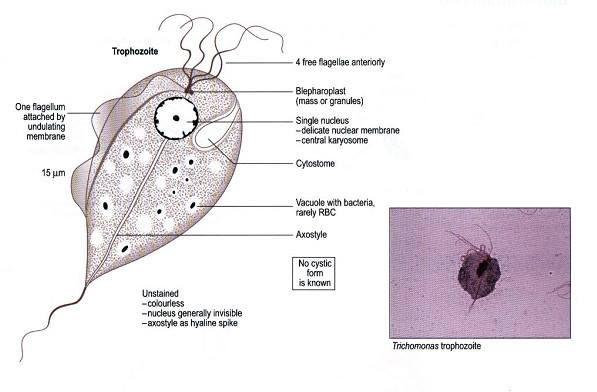 Trophozoite
4 free flagellae anteriorly
Blepharoplast
(mass or granules)
One flagellum
attached by
undulating
membrane
Single nucleus
–delicate nuclear membrane
–central karyosome
Cytostome
15 µm
Vacuole with bacteria,
rarely RBC
Axostyle
No cystic
form
is known
Unstained
–colourless
–nucleus generally invisible
–axostyle as hyaline spike
Trichomonas trophozoite